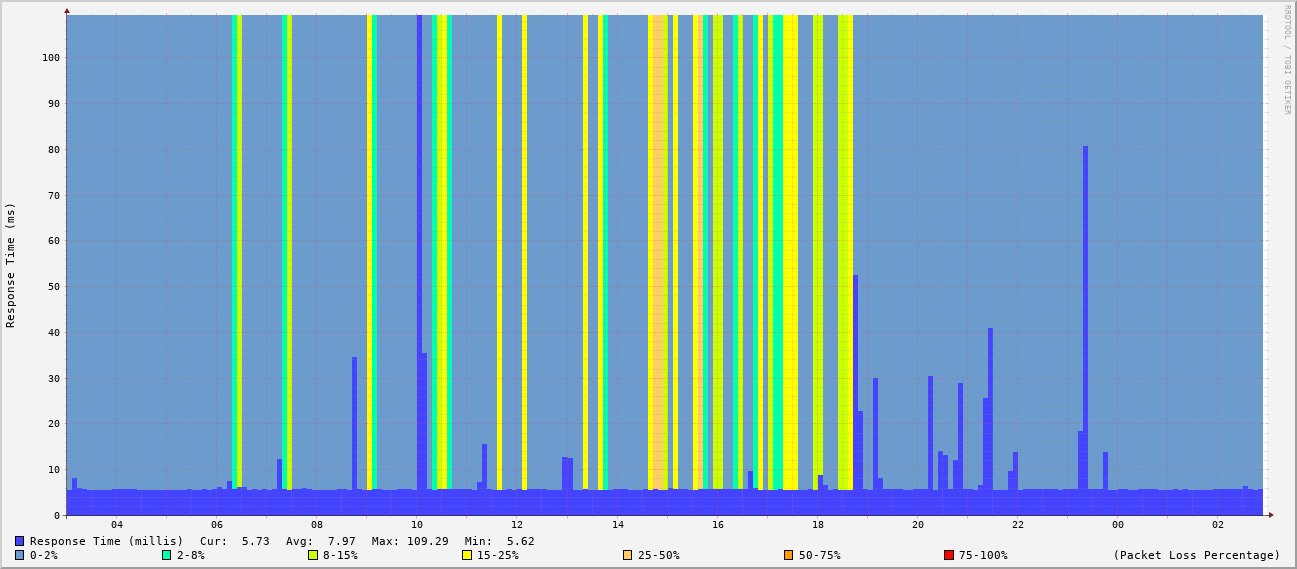 RRDTOOL / TOBI OETIKER
Response Time (ms)
100
90
80
70
60
50
40
30
20
10
0
04 06 08 10 12 14 16 18 20 22 00 02
Response Time (millis) Cur: 5.73 Avg: 7.97 Max: 109.29 Min: 5.62
0-2% 2-8% 8-15% 15-25% 25-50% 50-75% 75-100% (Packet Loss Percentage)